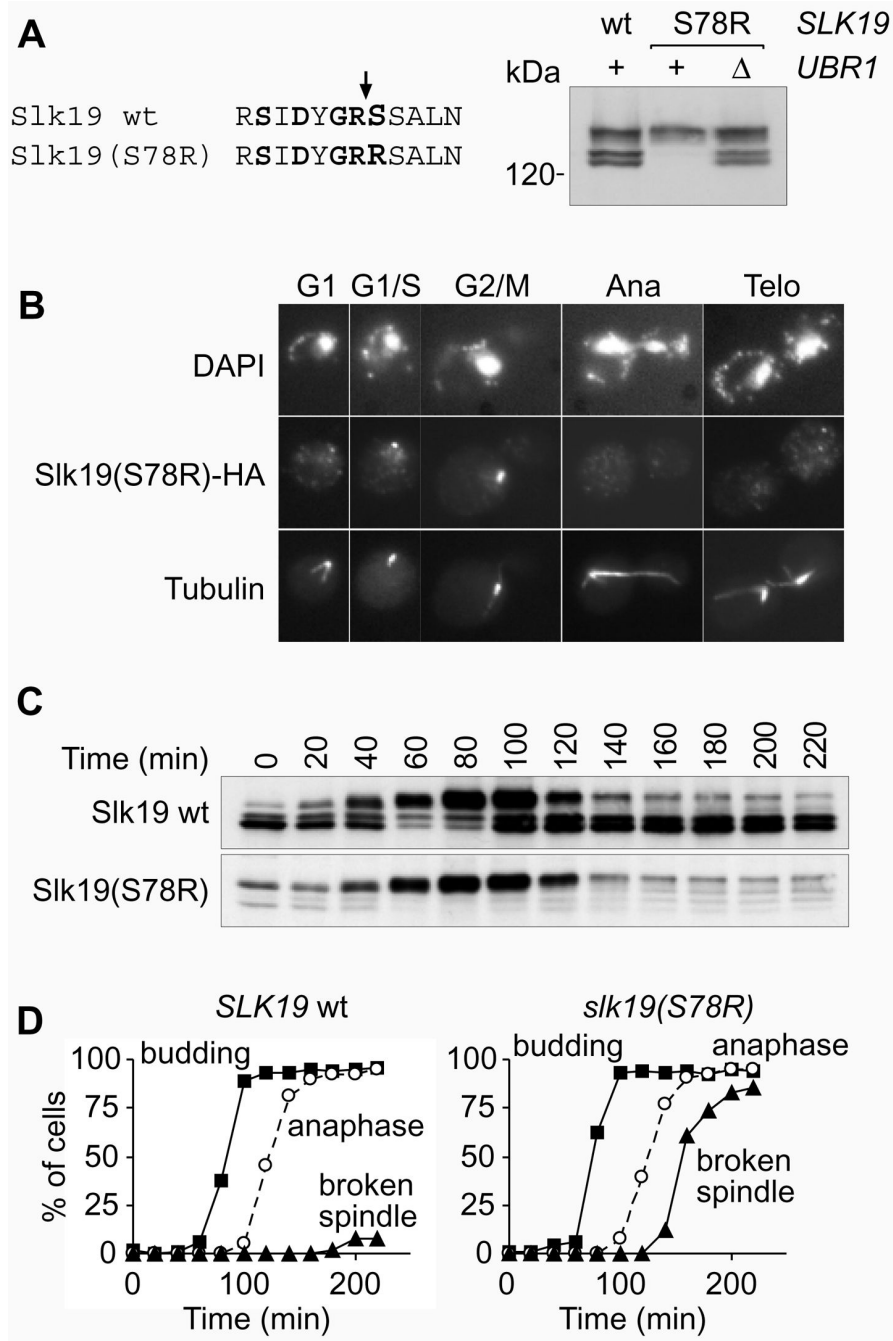 A
wt S78R SLK19
kDa + + Δ UBR1
Slk19 wt RSIDYGRSSALN
Slk19(S78R) RSIDYGRRSALN
120-
B
G1 G1/S G2/M Ana Telo
DAPI
Slk19(S78R)-HA
Tubulin
C
Time (min) 0 20 40 60 80 100 120 140 160 180 200 220
Slk19 wt
Slk19(S78R)
D
SLK19 wt
% of cells
100
75
50
25
0
budding
anaphase
broken
spindle
0 100 200
Time (min)
slk19(S78R)
100
75
50
25
0
budding
anaphase
broken
spindle
0 100 200
Time (min)